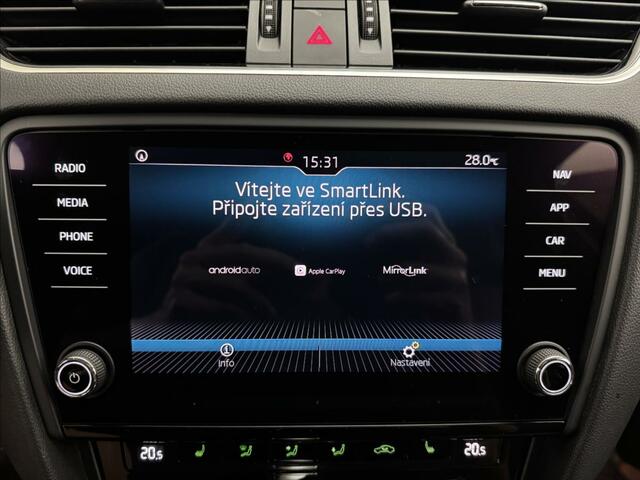 RADIO
MEDIA
PHONE
VOICE
15:31
28.0°C
Vítejte ve SmartLink.
Připojte zařízení přes USB.
androidauto
Apple CarPlay
MirrorLink
Info
Nastavení
NAV
APP
CAR
MENU
20.5
20.5